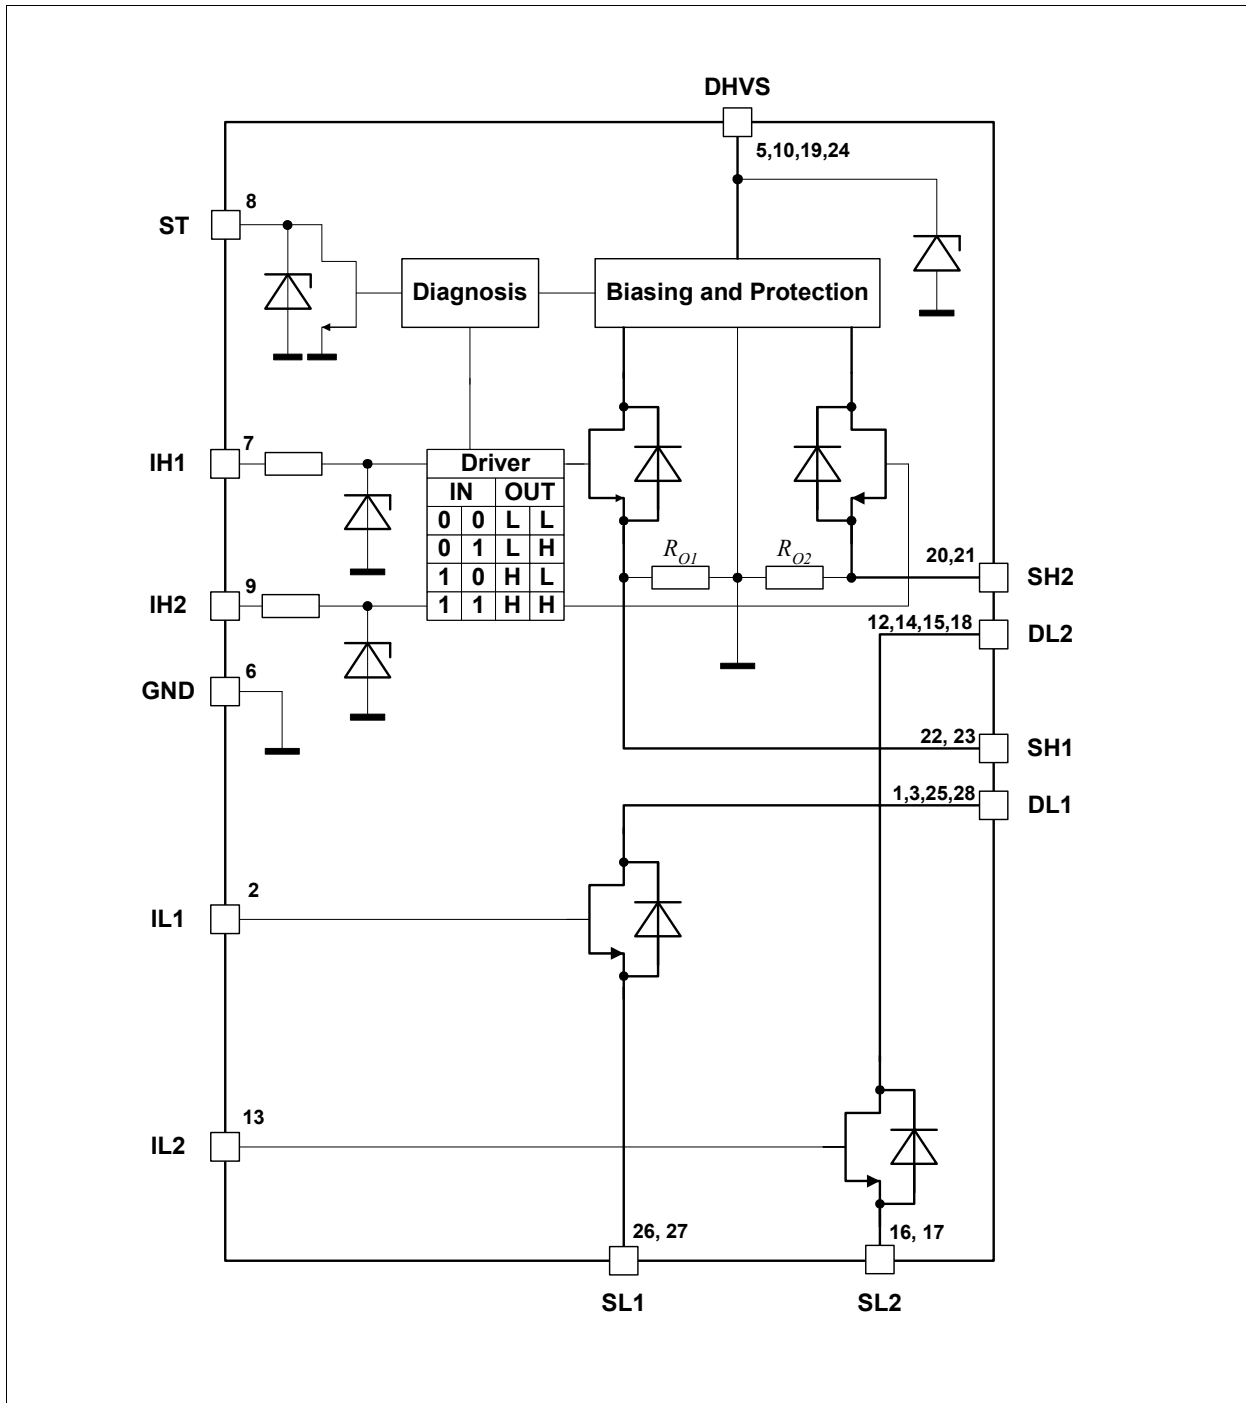 DHVS
5,10,19,24
8
ST
Diagnosis
Biasing and Protection
7
IH1
Driver
IN OUT
0 0 L L
0 1 L H
1 0 H L
1 1 H H
RO1
RO2
20,21
SH2
9
IH2
12,14,15,18
DL2
6
GND
22, 23
SH1
1,3,25,28
DL1
2
IL1
13
IL2
26, 27
16, 17
SL1
SL2